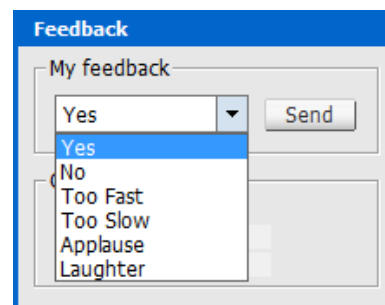 Feedback
My feedback
Yes
Send
Yes
No
Too Fast
Too Slow
Applause
Laughter